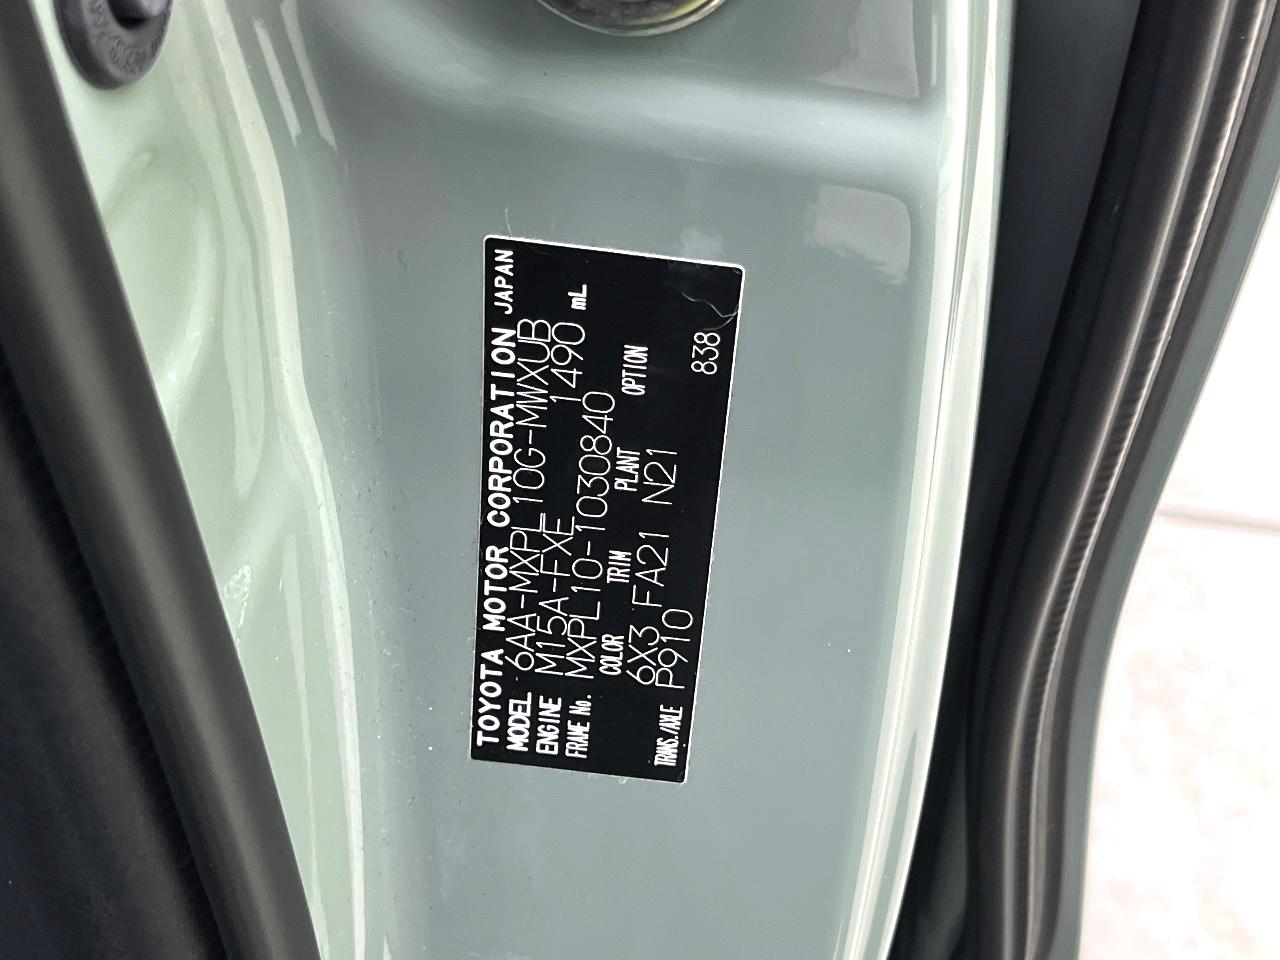 TOYOTA MOTOR CORPORATION JAPAN
MODEL 6AA-MXPL10G-MWXUB
ENGINE M15A-FXE 1490 mL
FRAME No. MXPL10-1030840
COLOR TRIM PLANT OPTION
6X3 FA21 N21
TRANS./AXLE P910 838